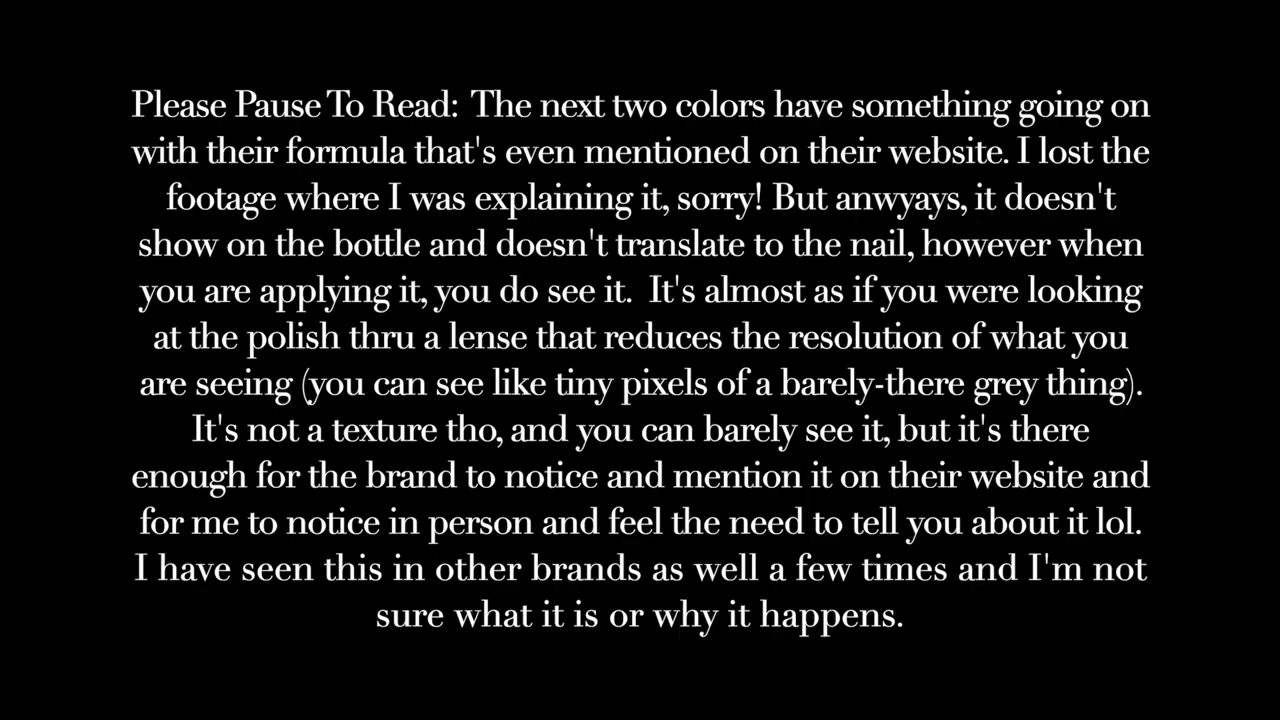 Please Pause To Read: The next two colors have something going on
with their formula that's even mentioned on their website. I lost the
footage where I was explaining it, sorry! But anwyays, it doesn't
show on the bottle and doesn't translate to the nail, however when
you are applying it, you do see it. It's almost as if you were looking
at the polish thru a lense that reduces the resolution of what you
are seeing (you can see like tiny pixels of a barely-there grey thing).
It's not a texture tho, and you can barely see it, but it's there
enough for the brand to notice and mention it on their website and
for me to notice in person and feel the need to tell you about it lol.
I have seen this in other brands as well a few times and I'm not
sure what it is or why it happens.